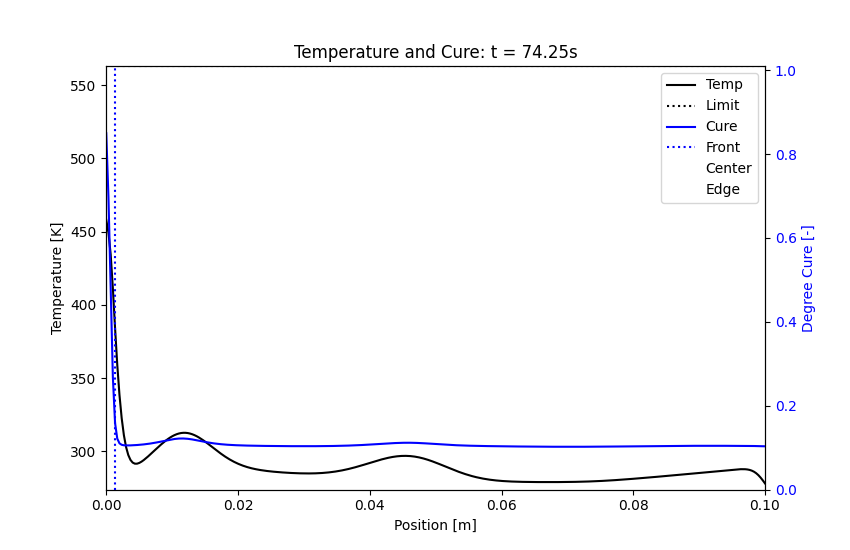 Temperature and Cure: t = 74.25s
550
500
450
400
350
300
Temperature [K]
1.0
0.8
0.6
0.4
0.2
0.0
Degree Cure [-]
Temp
Limit
Cure
Front
Center
Edge
0.00
0.02
0.04
0.06
0.08
0.10
Position [m]